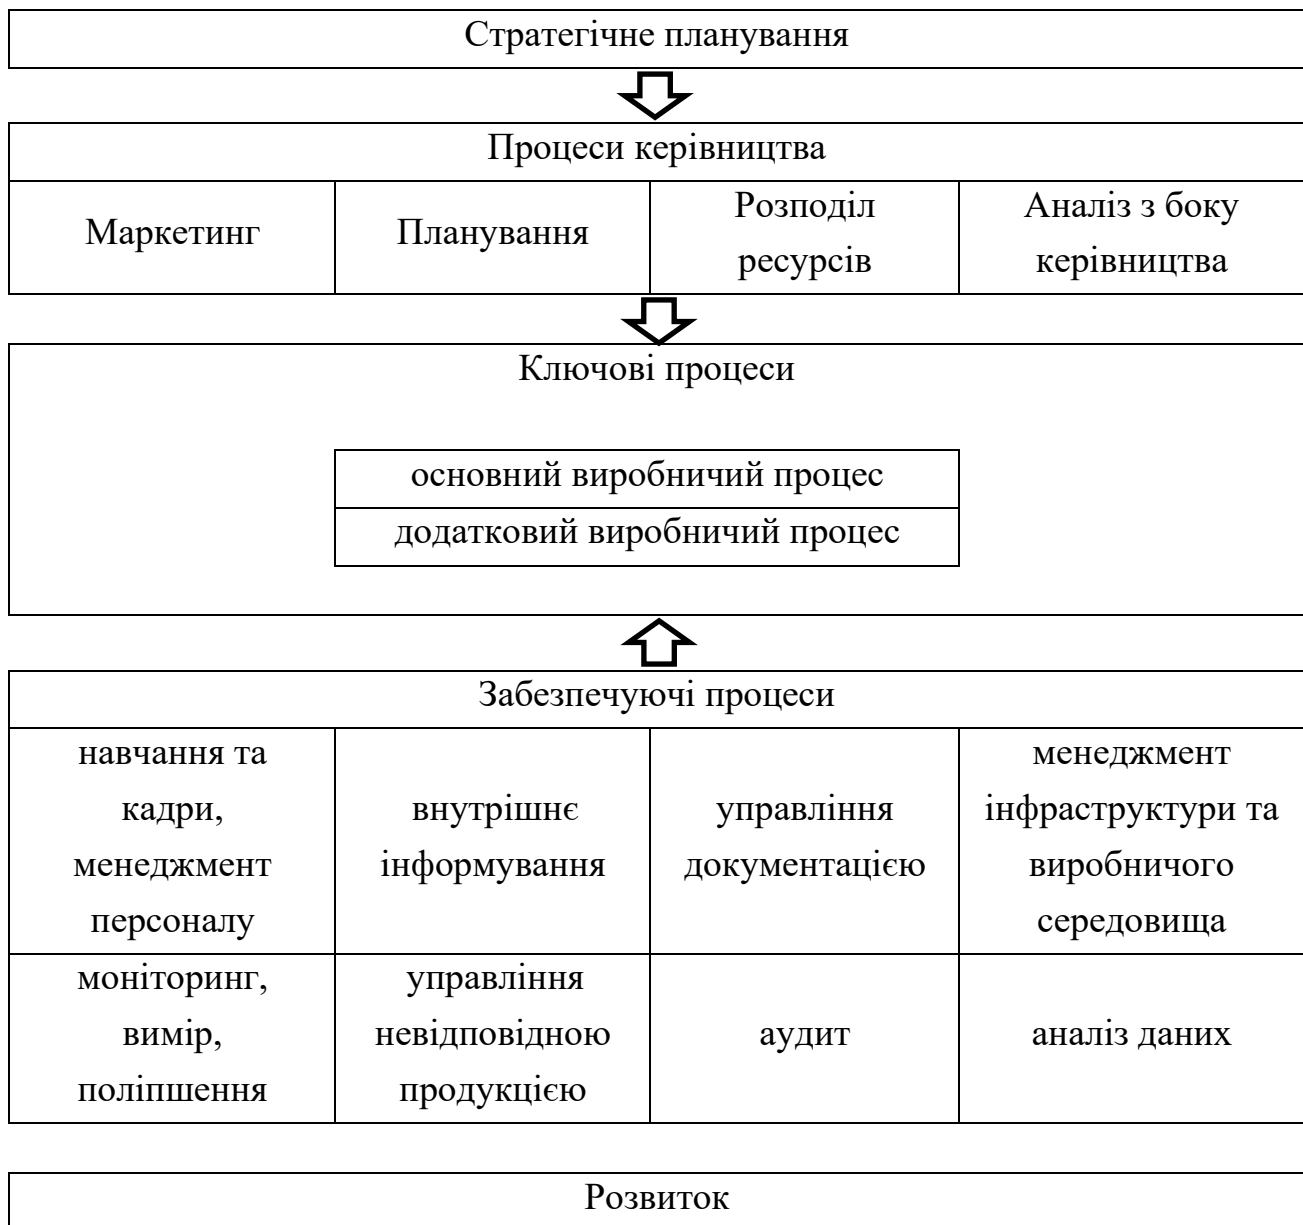 Стратегічне планування
Процеси керівництва
Маркетинг
Планування
Розподіл
ресурсів
Аналіз з боку
керівництва
Ключові процеси
основний виробничий процес
додатковий виробничий процес
Забезпечуючі процеси
навчання та
кадри,
менеджмент
персоналу
внутрішнє
інформування
управління
документацією
менеджмент
інфраструктури та
виробничого
середовища
моніторинг,
вимір,
поліпшення
управління
невідповідною
продукцією
аудит
аналіз даних
Розвиток